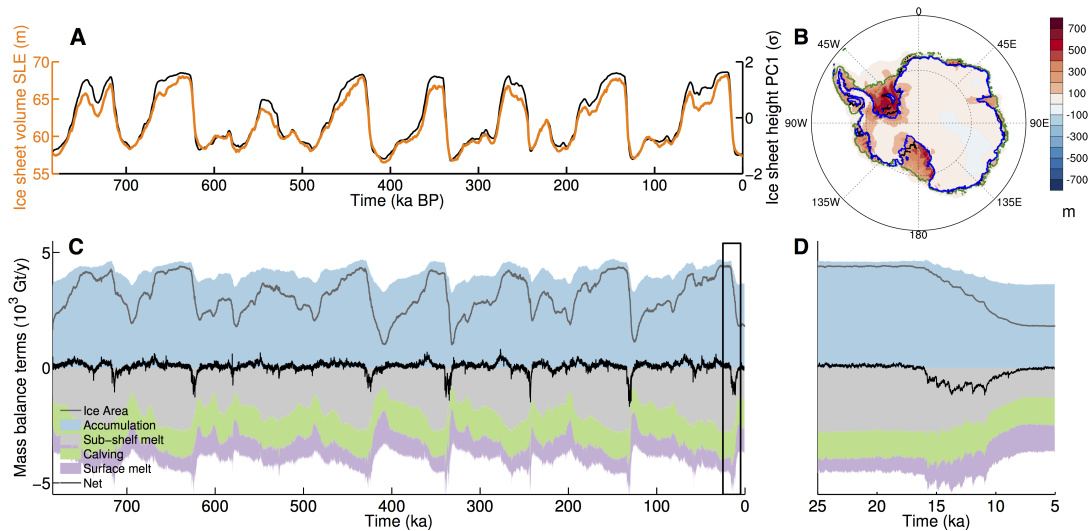 A
Ice sheet volume SLE (m)
70
65
60
55
2
0
−2
Ice sheet height PC1 (σ)
700
600
500
400
300
200
100
0
Time (ka BP)
B
0
45W
45E
90W
90E
135W
135E
180
700
500
300
100
-100
-300
-500
-700
m
C
Mass balance terms (10³ Gt/y)
5
0
−5
Ice Area
Accumulation
Sub−shelf melt
Calving
Surface melt
Net
700
600
500
400
300
200
100
0
Time (ka)
D
25
20
15
10
5
Time (ka)